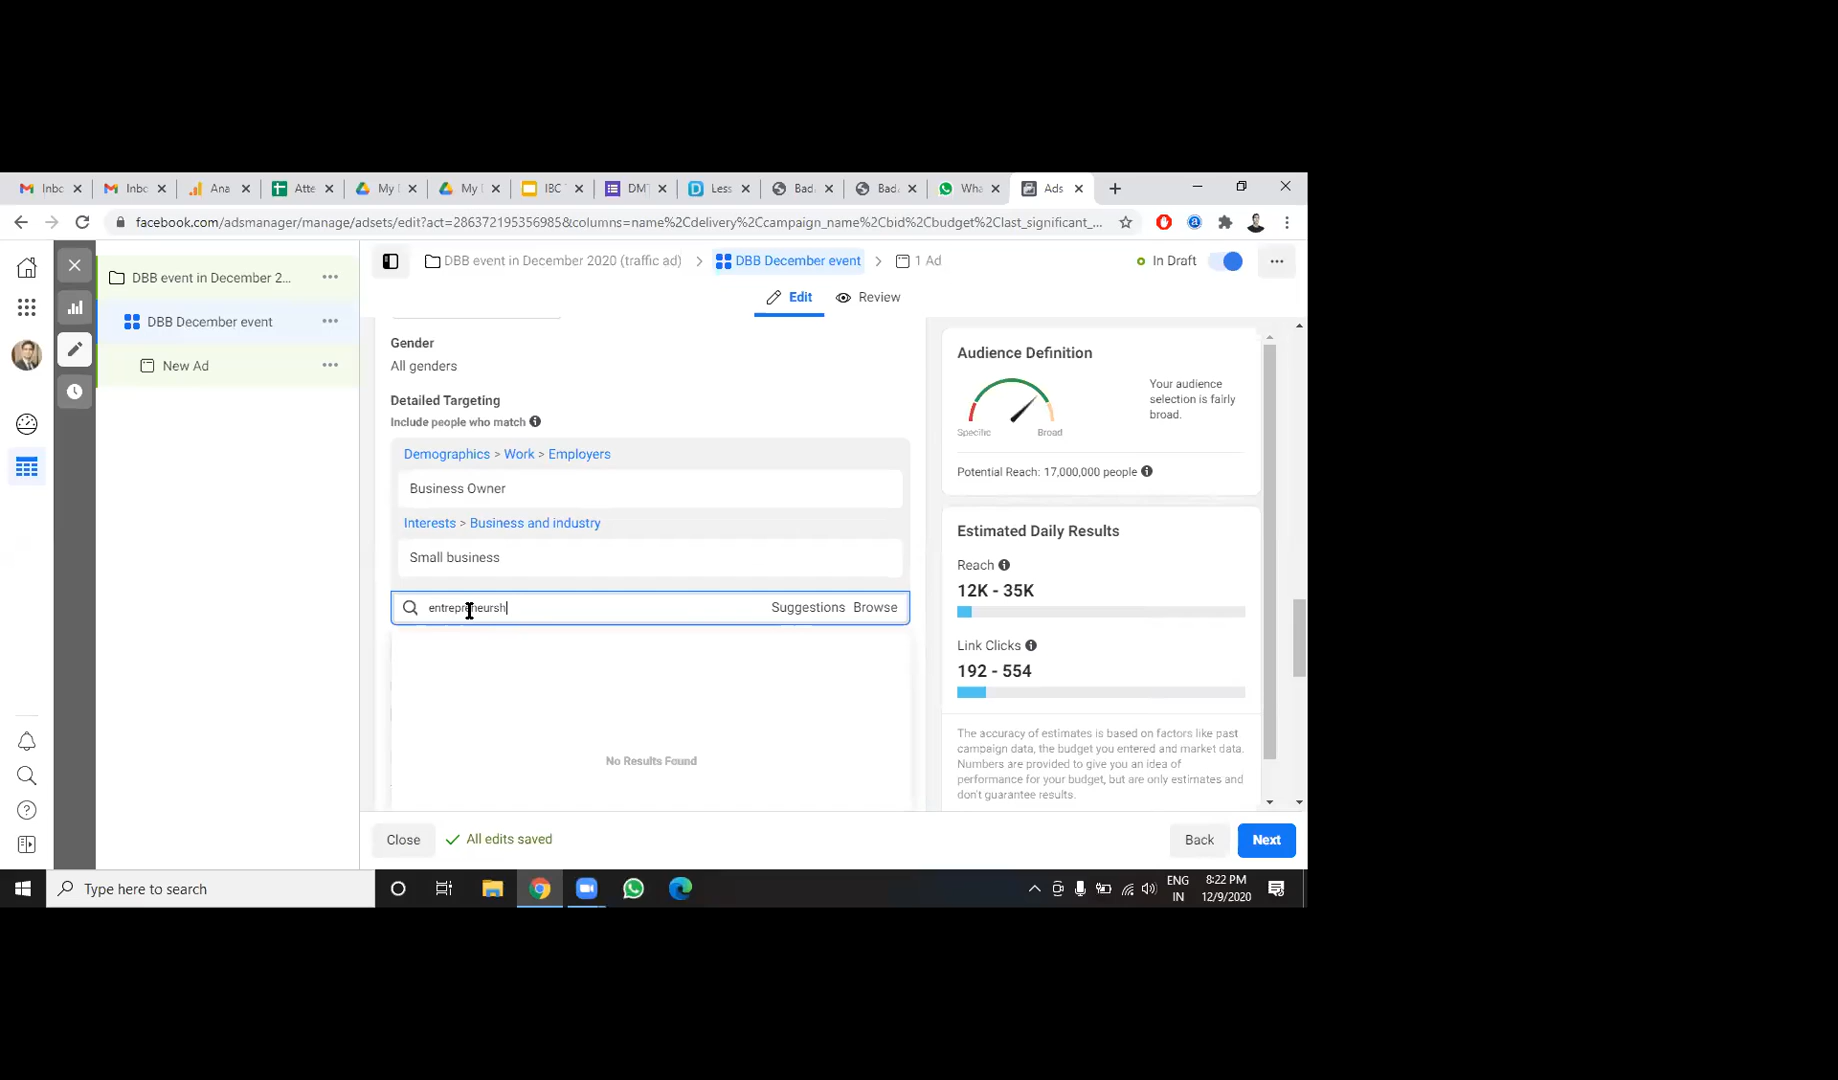 Inbc
Inbc
Ana
Atte
My I
My [
IBC
DM
Less
Bad.
Bad.
Wha
Ads
facebook.com/adsmanager/manage/adsets/edit?act=286372195356985&columns=name%2Cdelivery%2Ccampaign_name%2Cbid%2Cbudget%2Clast_significant_...
DBB event in December 2...
DBB December event
New Ad
DBB event in December 2020 (traffic ad)
DBB December event
1 Ad
In Draft
Edit
Review
Gender
All genders
Detailed Targeting
Include people who match
Demographics > Work > Employers
Business Owner
Interests > Business and industry
Small business
entrepreneursh
Suggestions
Browse
No Results Found
Audience Definition
Specific
Broad
Your audience
selection is fairly
broad.
Potential Reach: 17,000,000 people
Estimated Daily Results
Reach
12K - 35K
Link Clicks
192 - 554
The accuracy of estimates is based on factors like past
campaign data, the budget you entered and market data.
Numbers are provided to give you an idea of
performance for your budget, but are only estimates and
don't guarantee results.
Close
All edits saved
Back
Next
Type here to search
ENG
IN
8:22 PM
12/9/2020